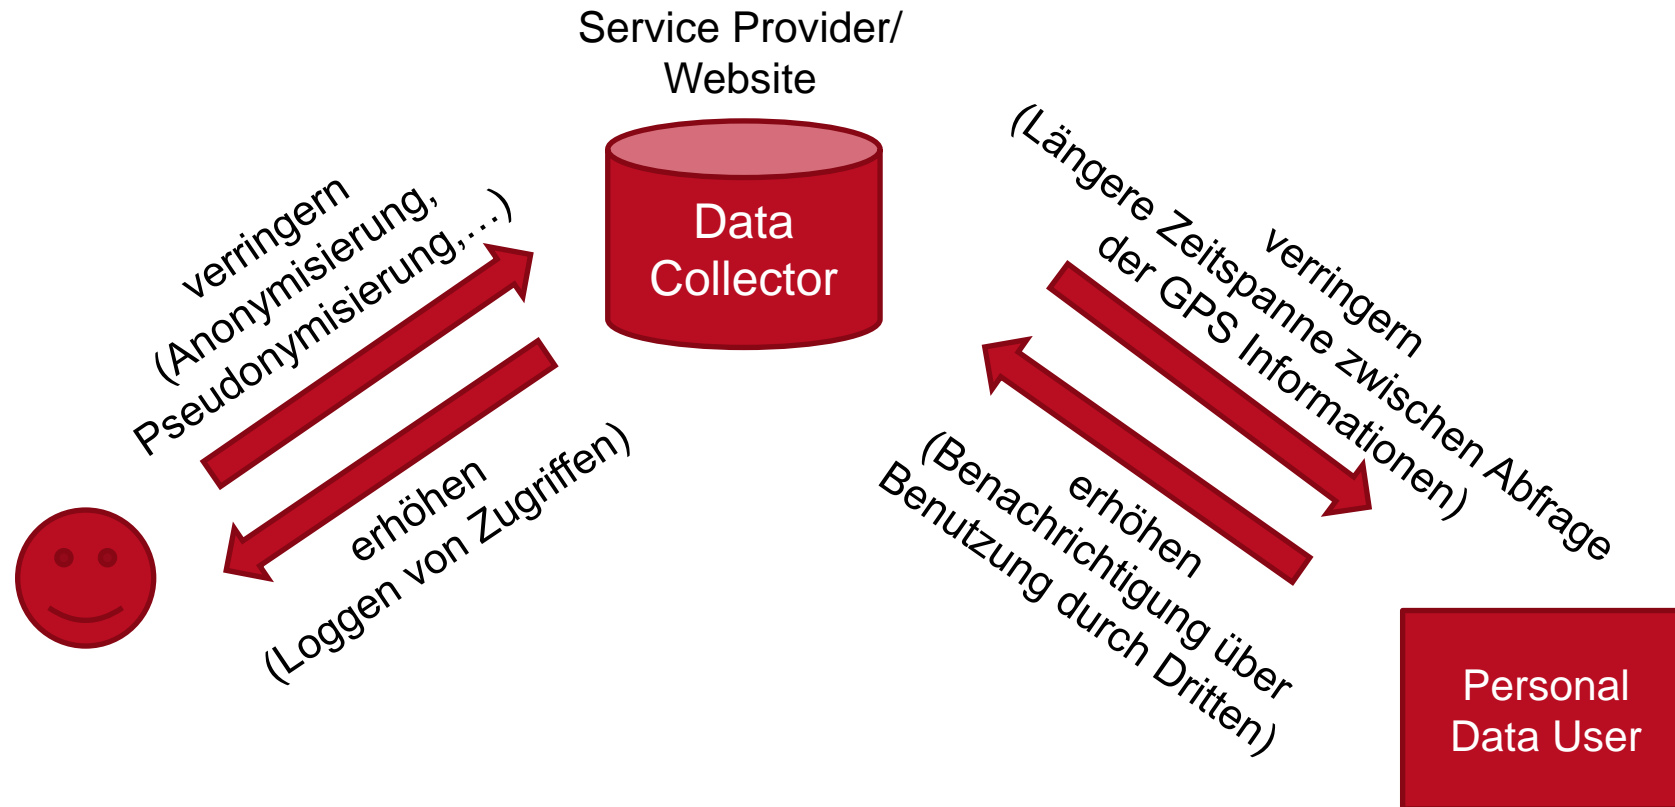 Service Provider/
Website
Data
Collector
verringern
(Anonymisierung,
Pseudonymisierung,…)
erhöhen
(Loggen von Zugriffen)
verringern
(Längere Zeitspanne zwischen Abfrage
der GPS Informationen)
erhöhen
(Benachrichtigung über
Benutzung durch Dritten)
Personal
Data User